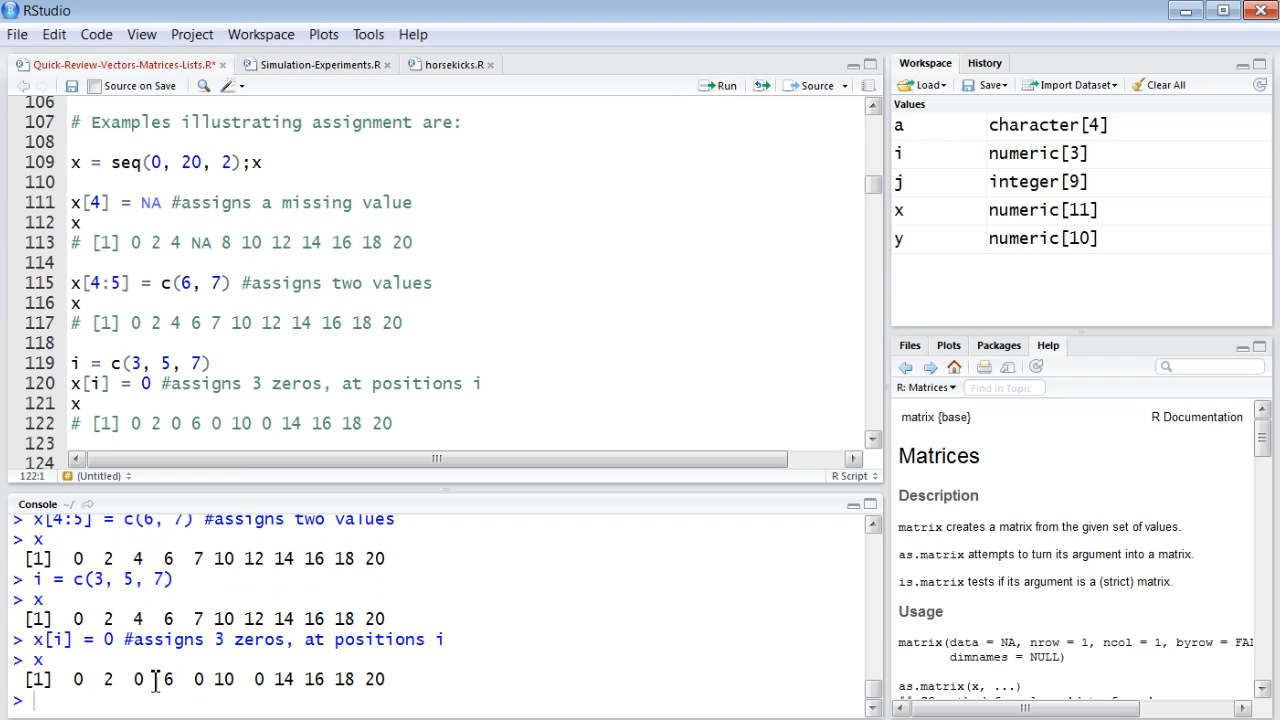 RStudio
File Edit Code View Project Workspace Plots Tools Help
Quick-Review-Vectors-Matrices-Lists.R* Simulation-Experiments.R horsekicks.R
Source on Save Run Source
106
107 # Examples illustrating assignment are:
108
109 x = seq(0, 20, 2);x
110
111 x[4] = NA #assigns a missing value
112 x
113 # [1] 0 2 4 NA 8 10 12 14 16 18 20
114
115 x[4:5] = c(6, 7) #assigns two values
116 x
117 # [1] 0 2 4 6 7 10 12 14 16 18 20
118
119 i = c(3, 5, 7)
120 x[i] = 0 #assigns 3 zeros, at positions i
121 x
122 # [1] 0 2 0 6 0 10 0 14 16 18 20
123
124
122:1 # (Untitled) R Script
Console ~/
> x[4:5] = c(6, 7) #assigns two values
> x
[1] 0 2 4 6 7 10 12 14 16 18 20
> i = c(3, 5, 7)
> x
[1] 0 2 4 6 7 10 12 14 16 18 20
> x[i] = 0 #assigns 3 zeros, at positions i
> x
[1] 0 2 0 6 0 10 0 14 16 18 20
>
Workspace History
Load Save Import Dataset Clear All
Values
a character[4]
i numeric[3]
j integer[9]
x numeric[11]
y numeric[10]
Files Plots Packages Help
R: Matrices Find in Topic
matrix {base} R Documentation
Matrices
Description
matrix creates a matrix from the given set of values.
as.matrix attempts to turn its argument into a matrix.
is.matrix tests if its argument is a (strict) matrix.
Usage
matrix(data = NA, nrow = 1, ncol = 1, byrow = FA
dimnames = NULL)
as.matrix(x, ...)